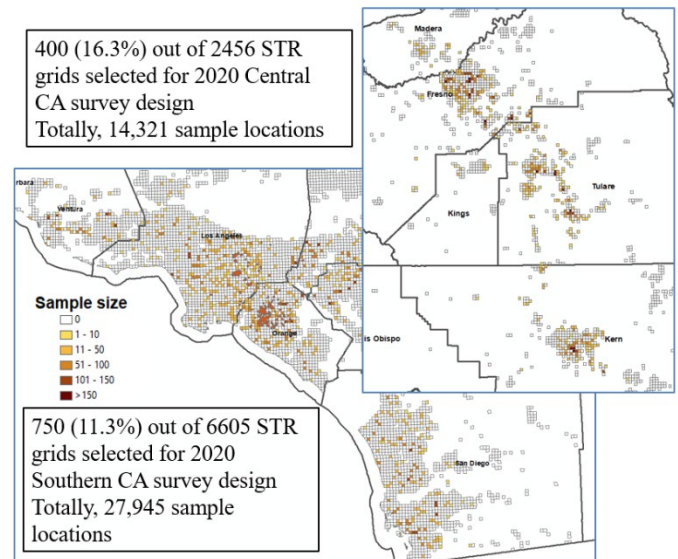 400 (16.3%) out of 2456 STR
grids selected for 2020 Central
CA survey design
Totally, 14,321 sample locations
Madera
Fresno
Tulare
Kings
is Obispo
Kern
rbara
Ventura
Los Angeles
Orange
San Diego
Sample size
0
1 - 10
11 - 50
51 - 100
101 - 150
>150
750 (11.3%) out of 6605 STR
grids selected for 2020
Southern CA survey design
Totally, 27,945 sample
locations